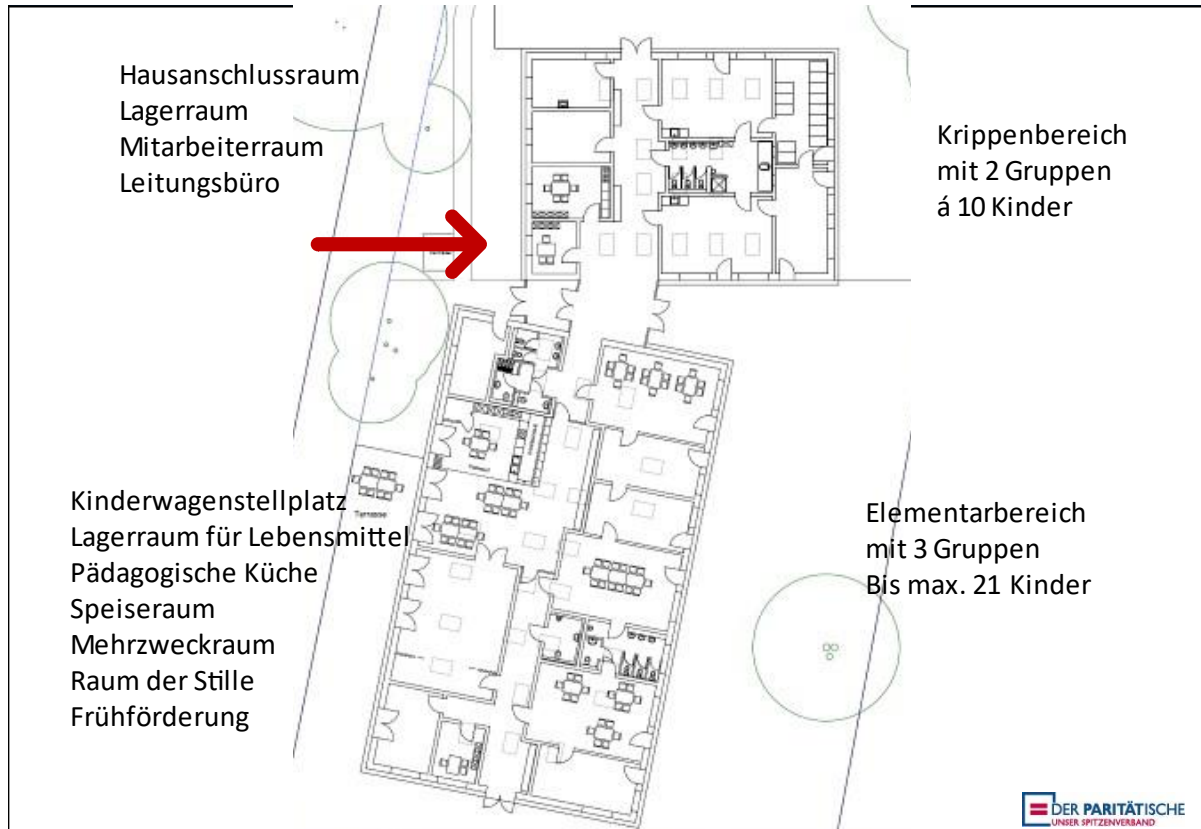 Hausanschlussraum
Lagerraum
Mitarbeiterraum
Leitungsbüro
Krippenbereich
mit 2 Gruppen
á 10 Kinder
Kinderwagenstellplatz
Lagerraum für Lebensmittel
Pädagogische Küche
Speiseraum
Mehrzweckraum
Raum der Stille
Frühförderung
Terrasse
Elementarbereich
mit 3 Gruppen
Bis max. 21 Kinder
DER PARITÄTISCHE
UNSER SPITZENVERBAND